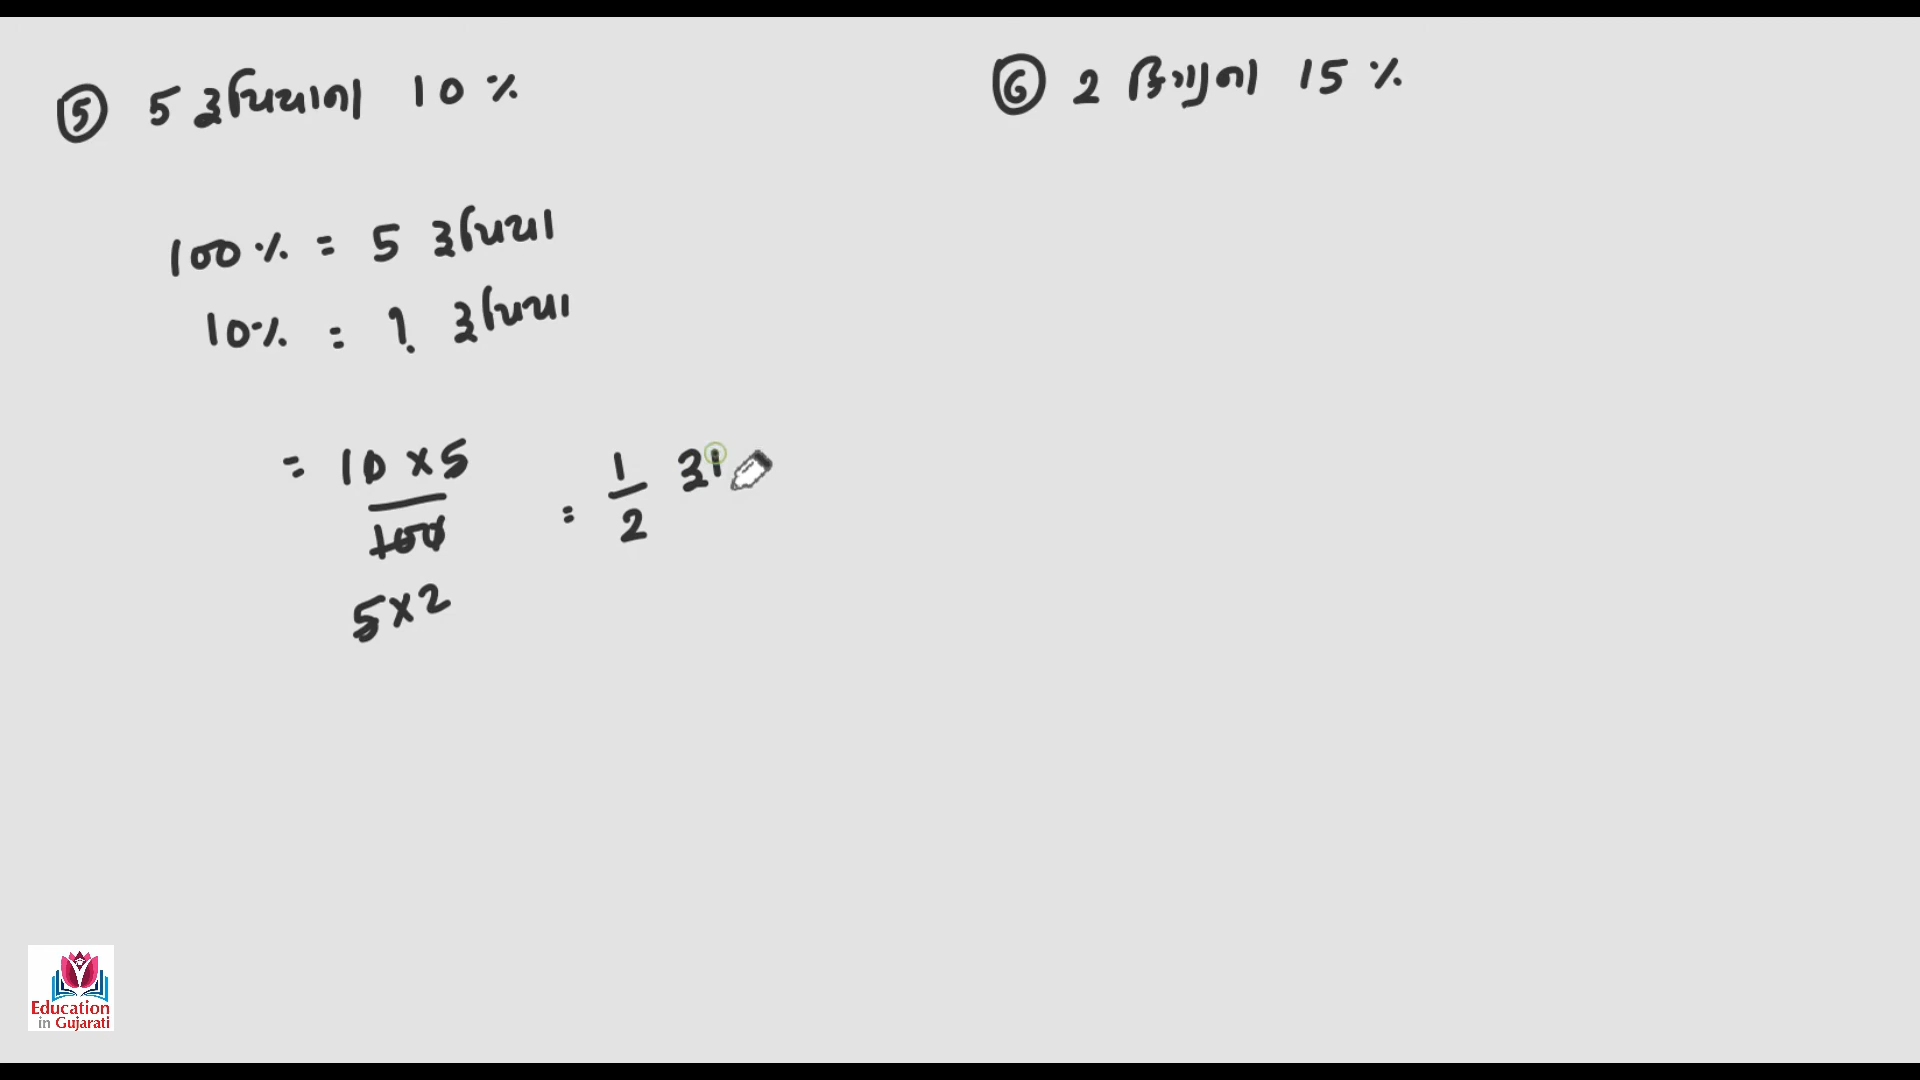 ⑤ 5 રૂપિયાના 10 %
100 % = 5 રૂપિયા
10 % = ? રૂપિયા
= 10 × 5 / 100 = 1/2
5 × 2
⑥ 2 કિગ્રાના 15 %
Education
in Gujarati